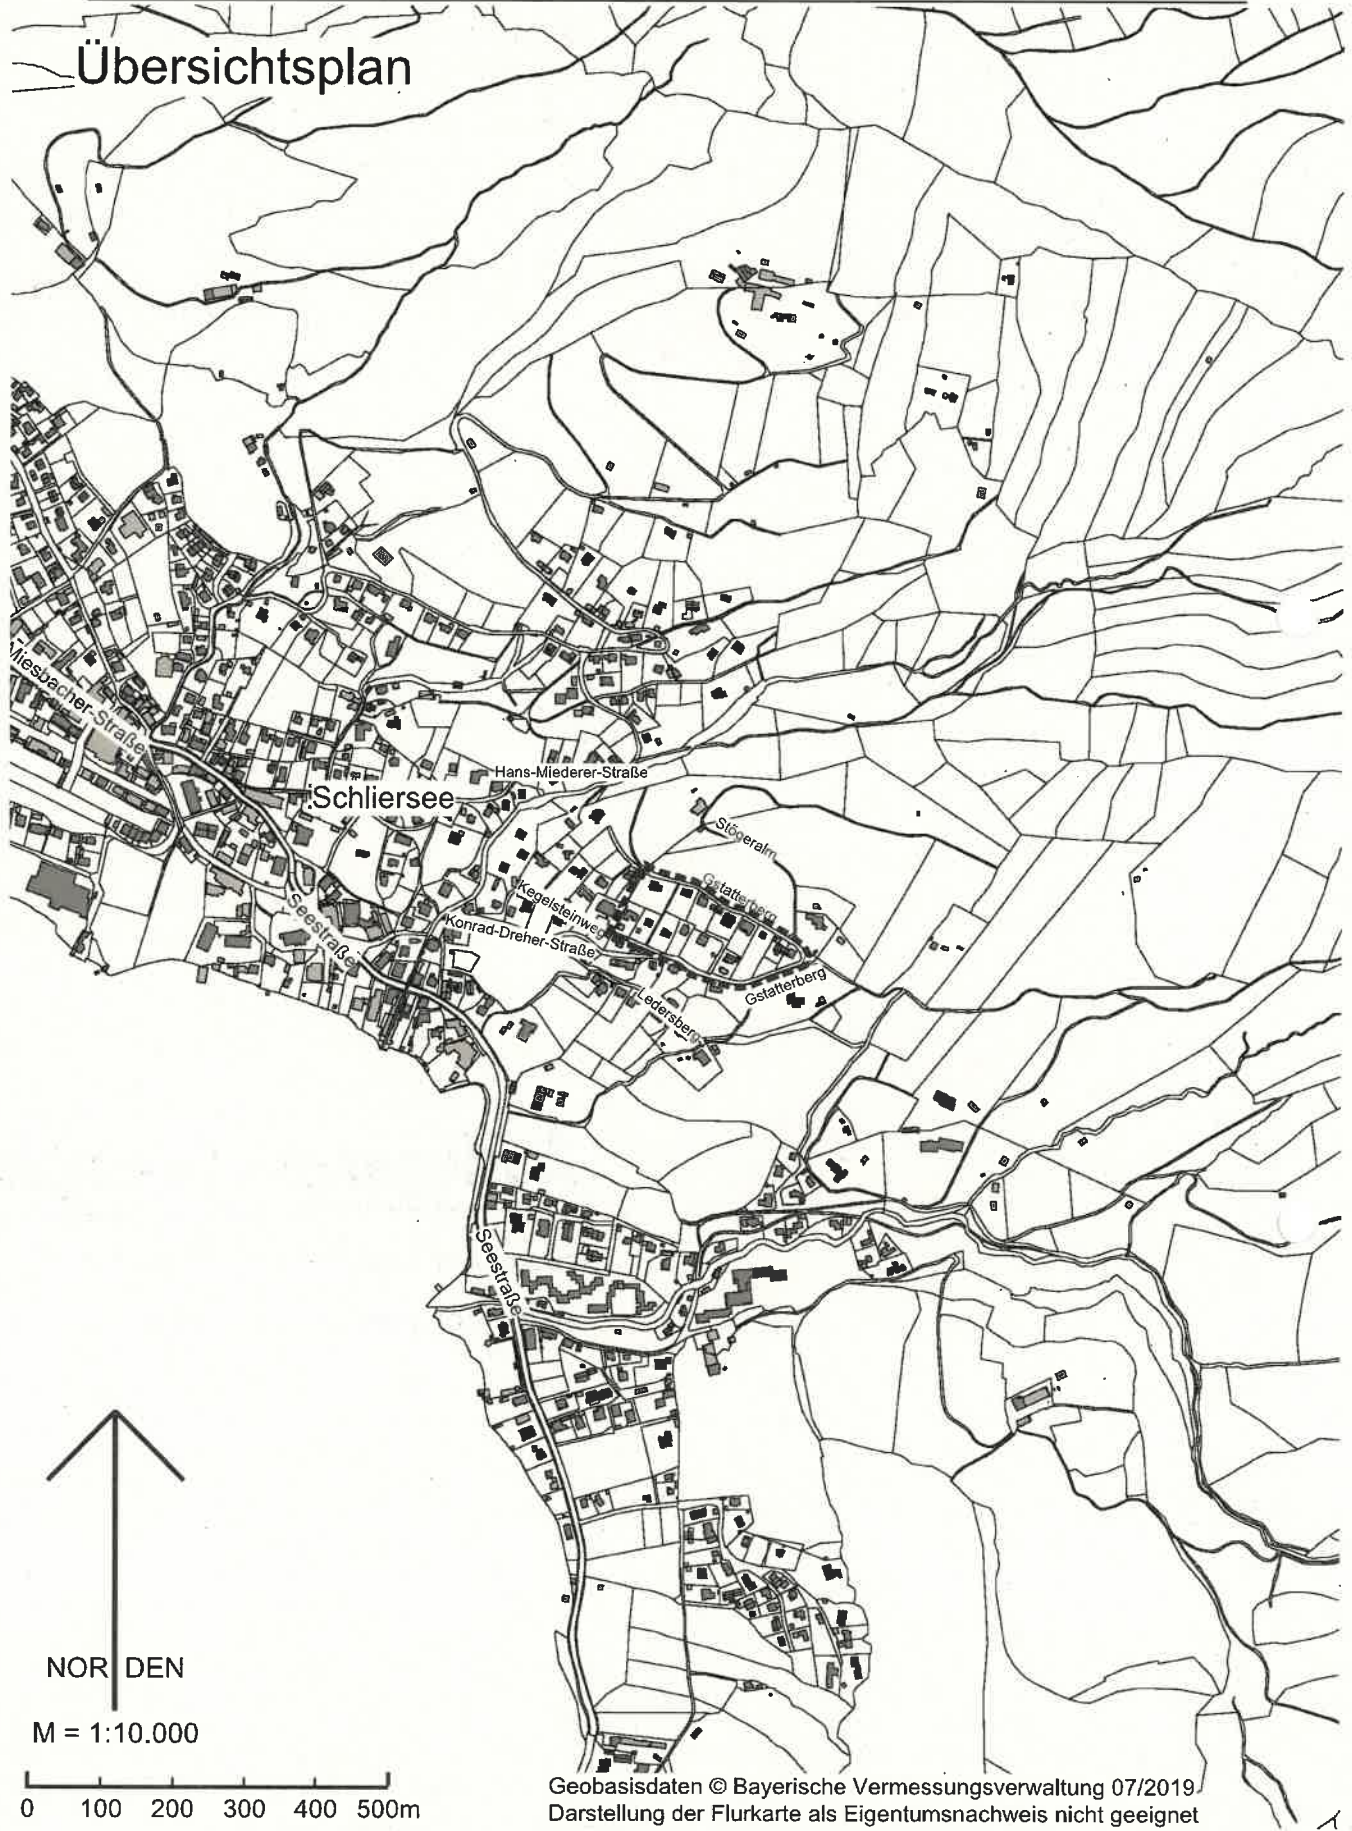 Übersichtsplan
Miesbacher-Straße
Hans-Miederer-Straße
Schliersee
Stögeralm
Gstatterberg
Kegelsteinweg
Seestraße
Konrad-Dreher-Straße
Gstatterberg
Ledersberg
Seestraße
NORDEN
M = 1:10.000
0 100 200 300 400 500m
Geobasisdaten © Bayerische Vermessungsverwaltung 07/2019
Darstellung der Flurkarte als Eigentumsnachweis nicht geeignet